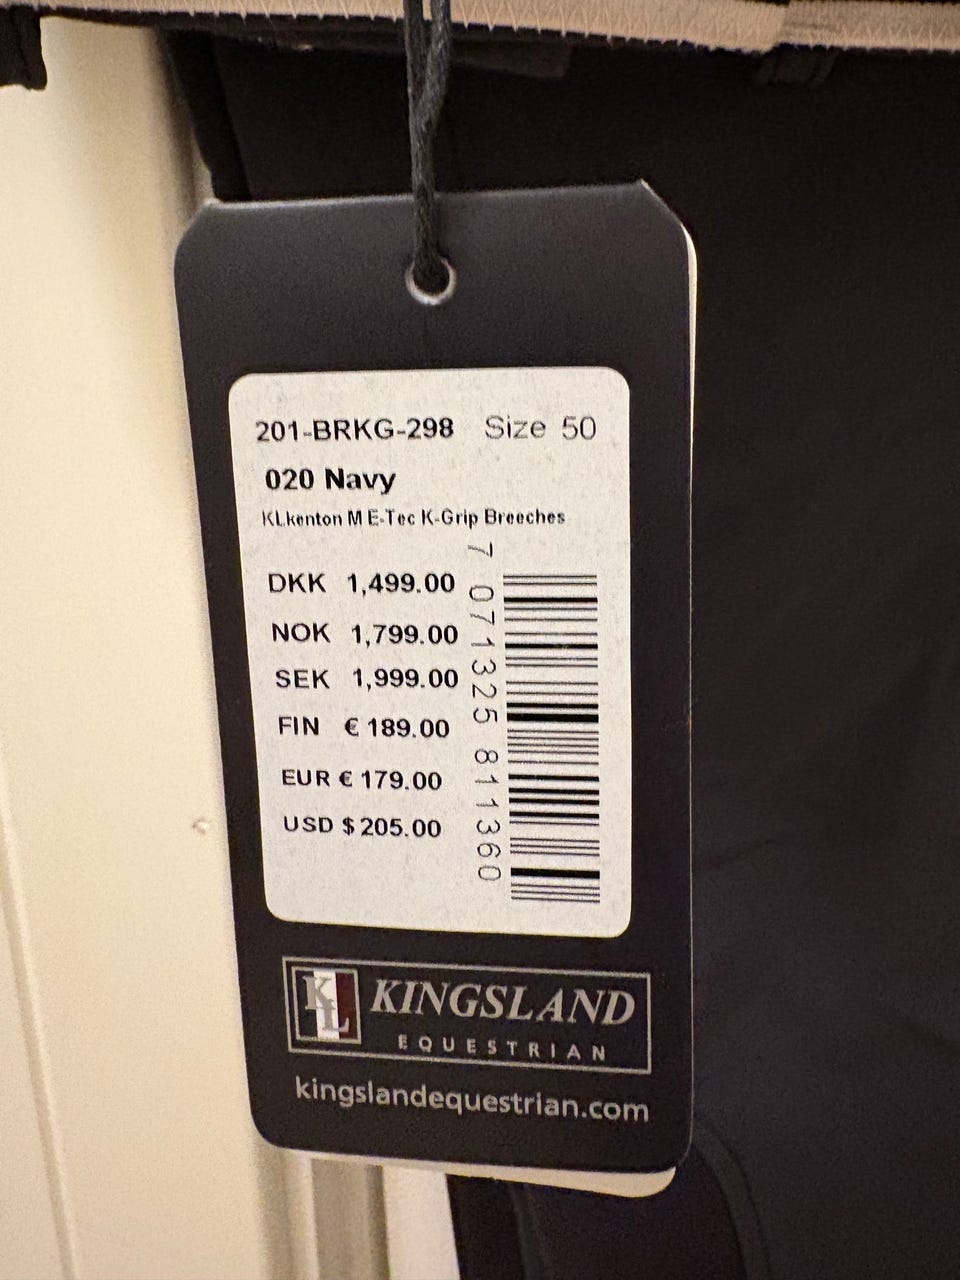 201-BRKG-298 Size 50
020 Navy
KLkenton M E-Tec K-Grip Breeches
DKK 1,499.00
NOK 1,799.00
SEK 1,999.00
FIN € 189.00
EUR € 179.00
USD $ 205.00
7 071325 811360
KL KINGSLAND
EQUESTRIAN
kingslandequestrian.com